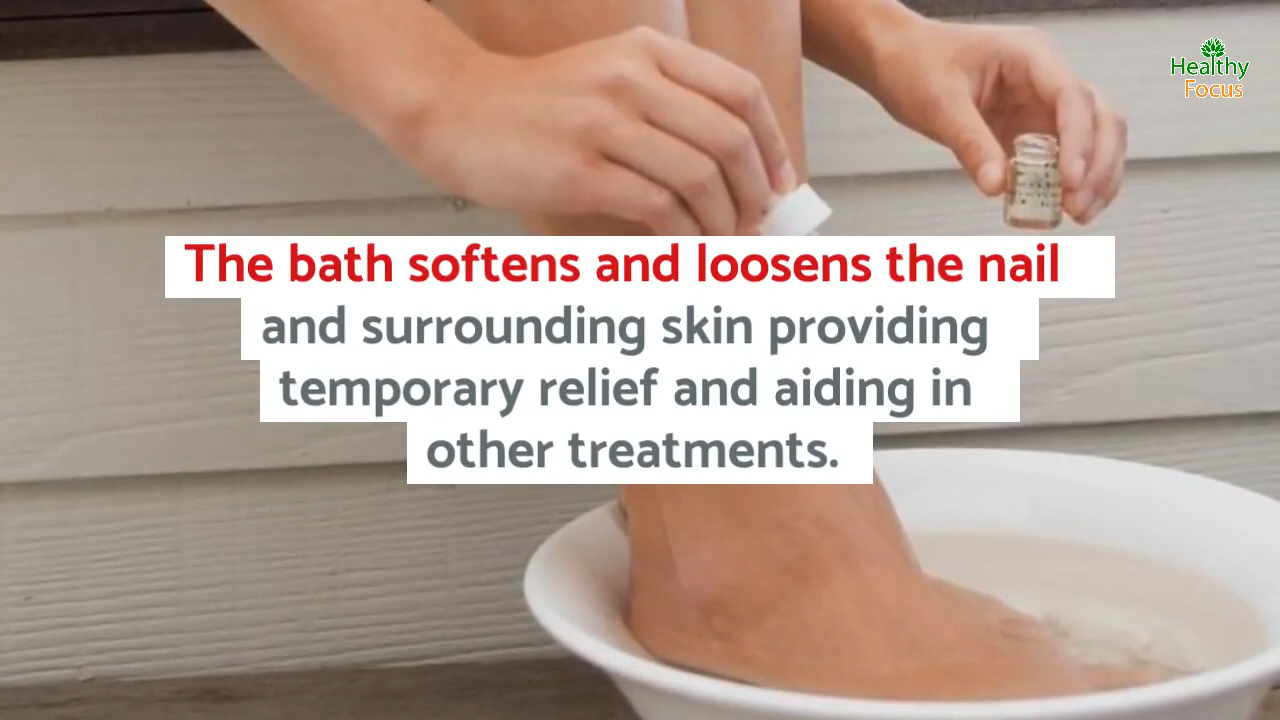 Healthy
Focus
The bath softens and loosens the nail
and surrounding skin providing
temporary relief and aiding in
other treatments.